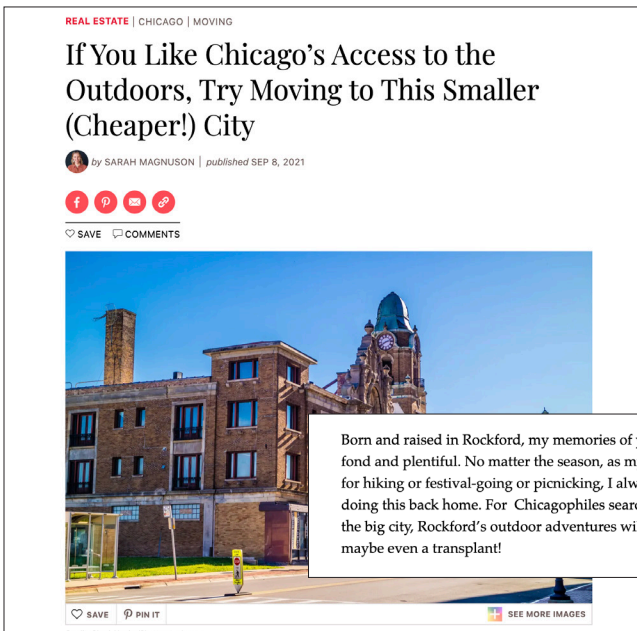 REAL ESTATE | CHICAGO | MOVING
If You Like Chicago's Access to the
Outdoors, Try Moving to This Smaller
(Cheaper!) City
by SARAH MAGNUSON | published SEP 8, 2021
SAVE COMMENTS
Born and raised in Rockford, my memories of
fond and plentiful. No matter the season, as
for hiking or festival-going or picnicking, I
doing this back home. For Chicagophiles
the big city, Rockford's outdoor adventures
maybe even a transplant!
SAVE PIN IT SEE MORE IMAGES